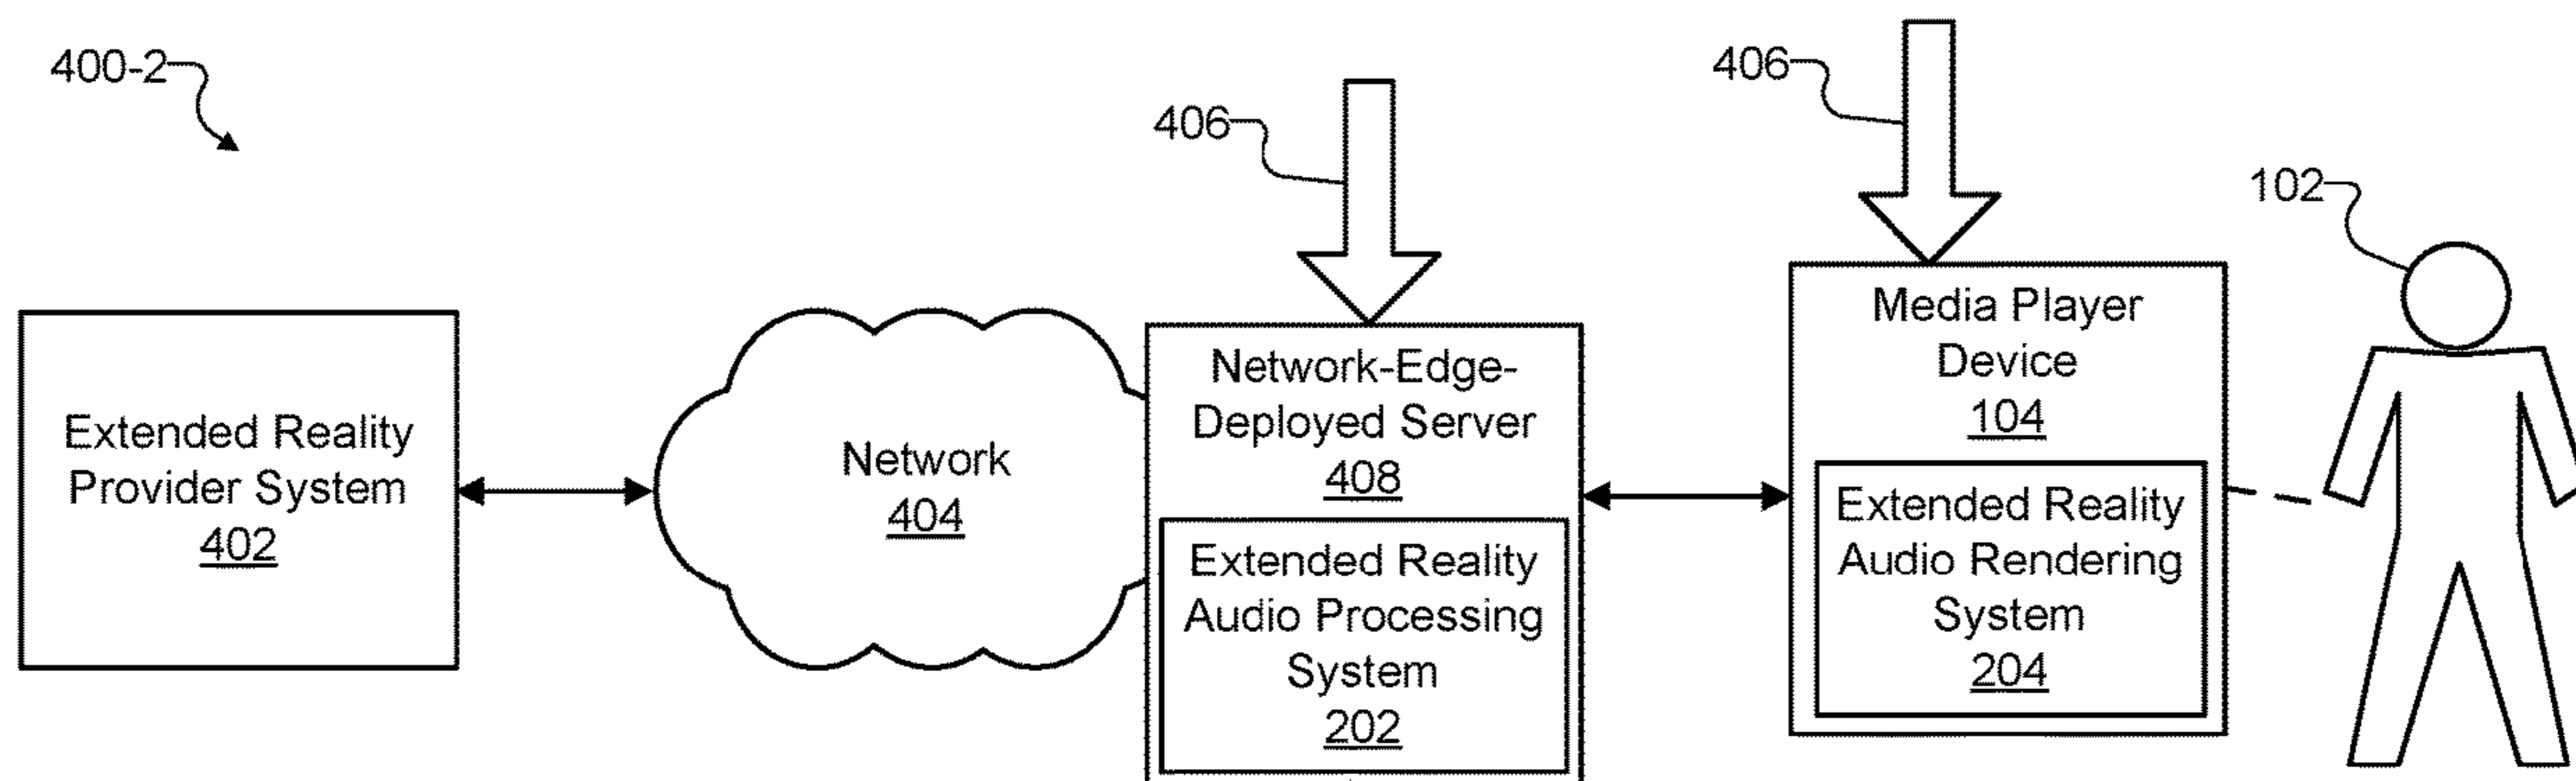 400-2
406
406
102
Extended Reality
Provider System
402
Network
404
Network-Edge-
Deployed Server
408
Extended Reality
Audio Processing
System
202
Media Player
Device
104
Extended Reality
Audio Rendering
System
204